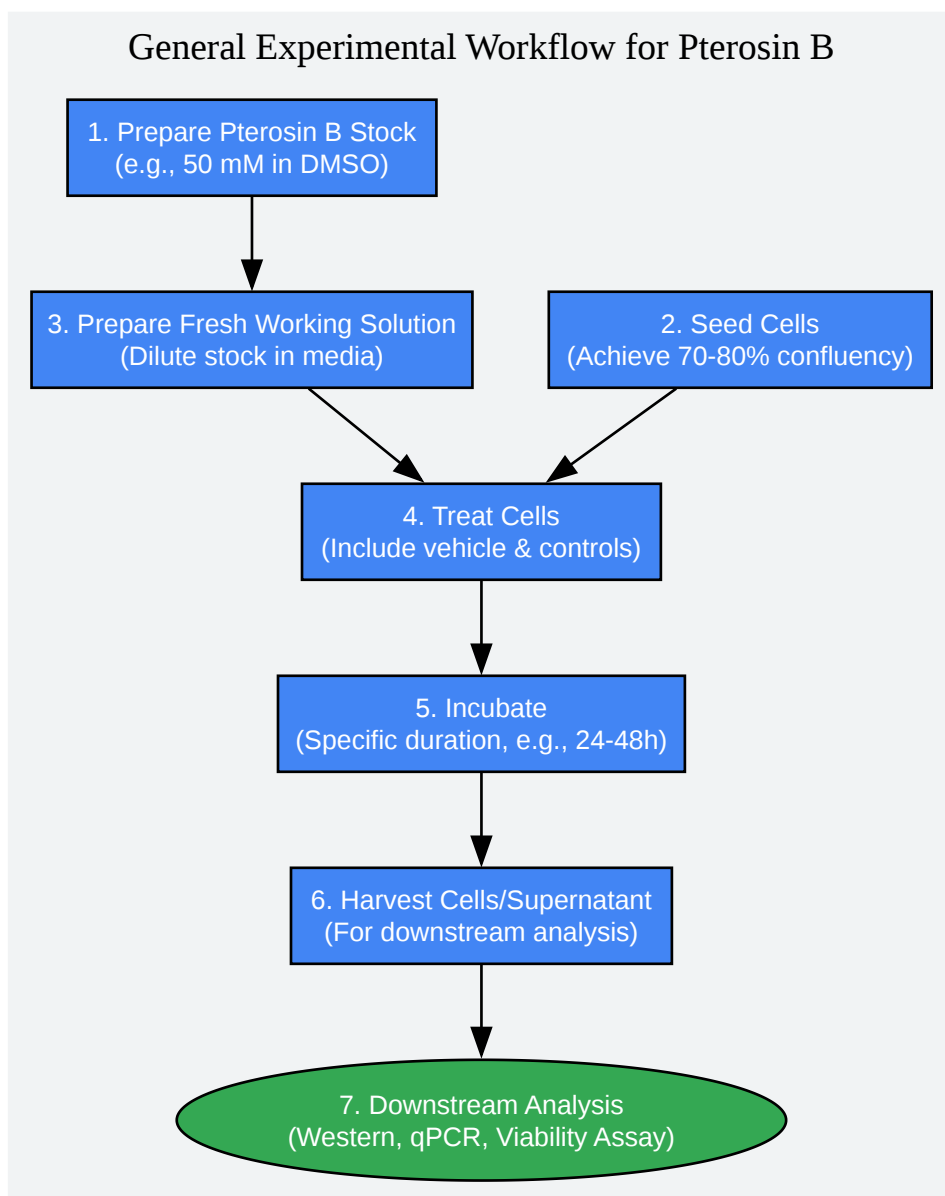 General Experimental Workflow for Pterosin B
1. Prepare Pterosin B Stock
(e.g., 50 mM in DMSO)
3. Prepare Fresh Working Solution
(Dilute stock in media)
2. Seed Cells
(Achieve 70-80% confluency)
4. Treat Cells
(Include vehicle & controls)
5. Incubate
(Specific duration, e.g., 24-48h)
6. Harvest Cells/Supernatant
(For downstream analysis)
7. Downstream Analysis
(Western, qPCR, Viability Assay)